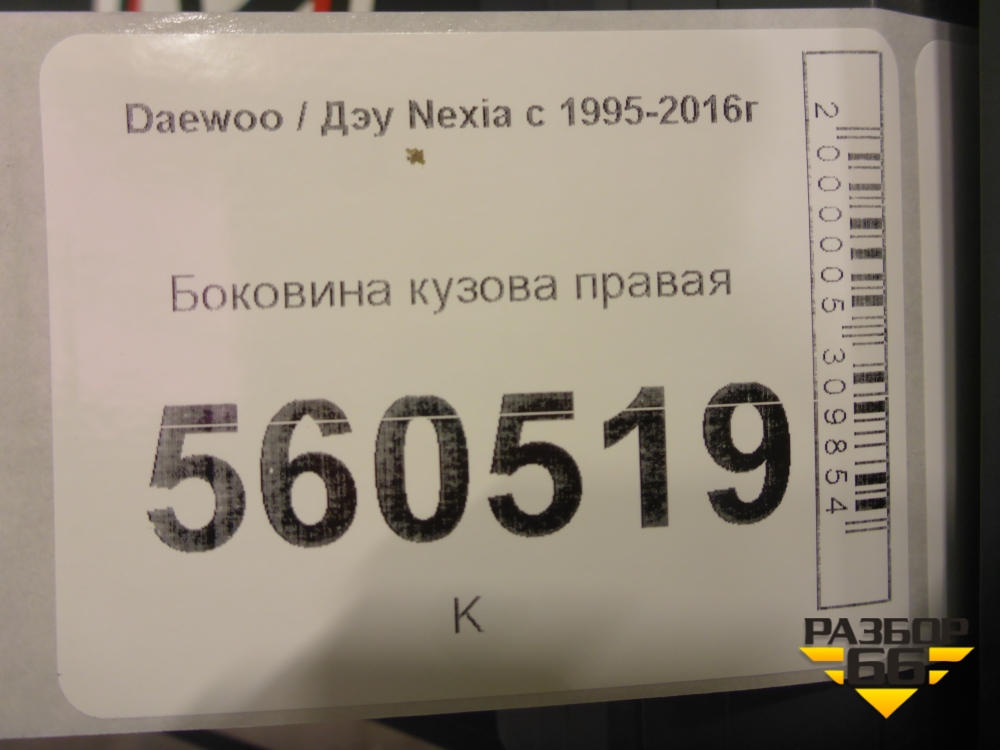 Daewoo / Дэу Nexia с 1995-2016г
Боковина кузова правая
560519
К
2000005309854
РАЗБОР
66